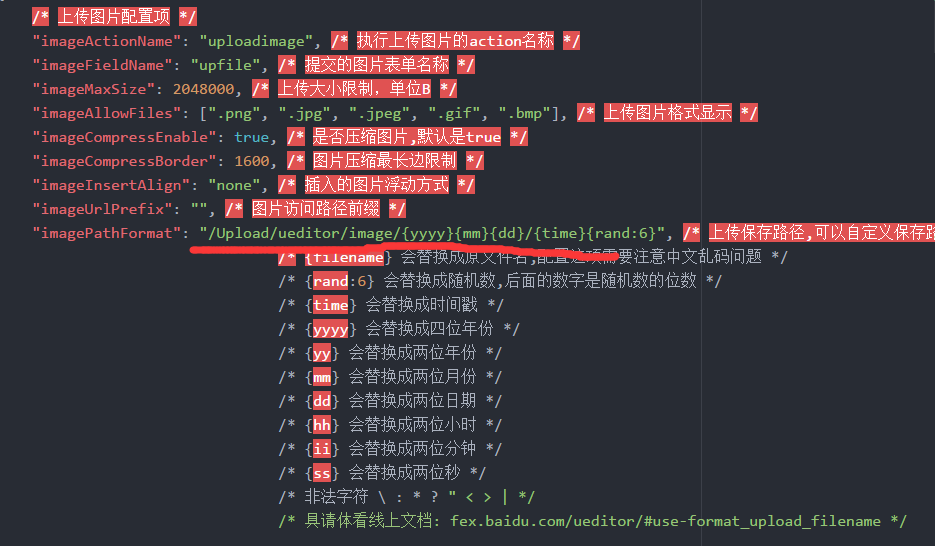 /* 上传图片配置项 */
"imageActionName": "uploadimage", /* 执行上传图片的action名称 */
"imageFieldName": "upfile", /* 提交的图片表单名称 */
"imageMaxSize": 2048000, /* 上传大小限制，单位B */
"imageAllowFiles": [".png", ".jpg", ".jpeg", ".gif", ".bmp"], /* 上传图片格式显示 */
"imageCompressEnable": true, /* 是否压缩图片,默认是true */
"imageCompressBorder": 1600, /* 图片压缩最长边限制 */
"imageInsertAlign": "none", /* 插入的图片浮动方式 */
"imageUrlPrefix": "", /* 图片访问路径前缀 */
"imagePathFormat": "/Upload/ueditor/image/{yyyy}{mm}{dd}/{time}{rand:6}", /* 上传保存路径,可以自定义保存路
/* {filename} 会替换成原文件名,配置这项需要注意中文乱码问题 */
/* {rand:6} 会替换成随机数,后面的数字是随机数的位数 */
/* {time} 会替换成时间戳 */
/* {yyyy} 会替换成四位年份 */
/* {yy} 会替换成两位年份 */
/* {mm} 会替换成两位月份 */
/* {dd} 会替换成两位日期 */
/* {hh} 会替换成两位小时 */
/* {ii} 会替换成两位分钟 */
/* {ss} 会替换成两位秒 */
/* 非法字符 \ : * ? " < > | */
/* 具请体看线上文档: fex.baidu.com/ueditor/#use-format_upload_filename */